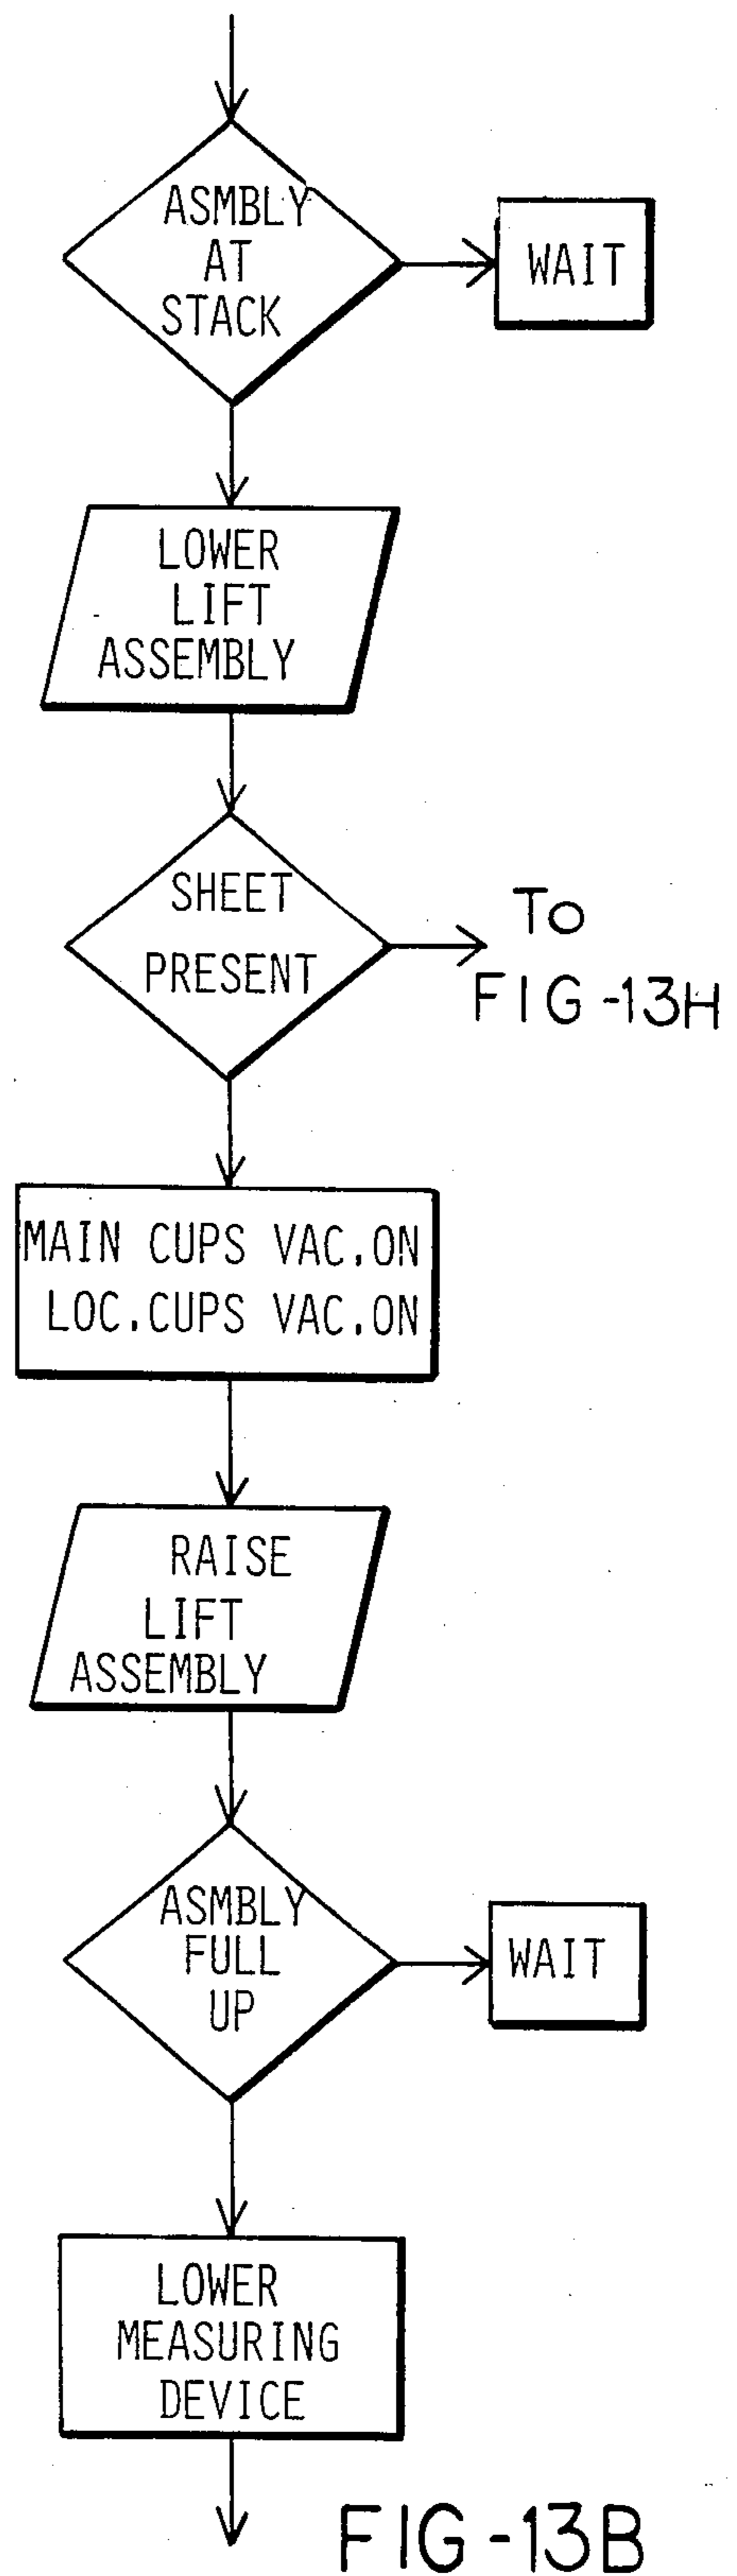 ASMBLY
AT
STACK
WAIT
LOWER
LIFT
ASSEMBLY
SHEET
PRESENT
TO
FIG-13H
MAIN CUPS VAC.ON
LOC.CUPS VAC.ON
RAISE
LIFT
ASSEMBLY
ASMBLY
FULL
UP
WAIT
LOWER
MEASURING
DEVICE
FIG-13B